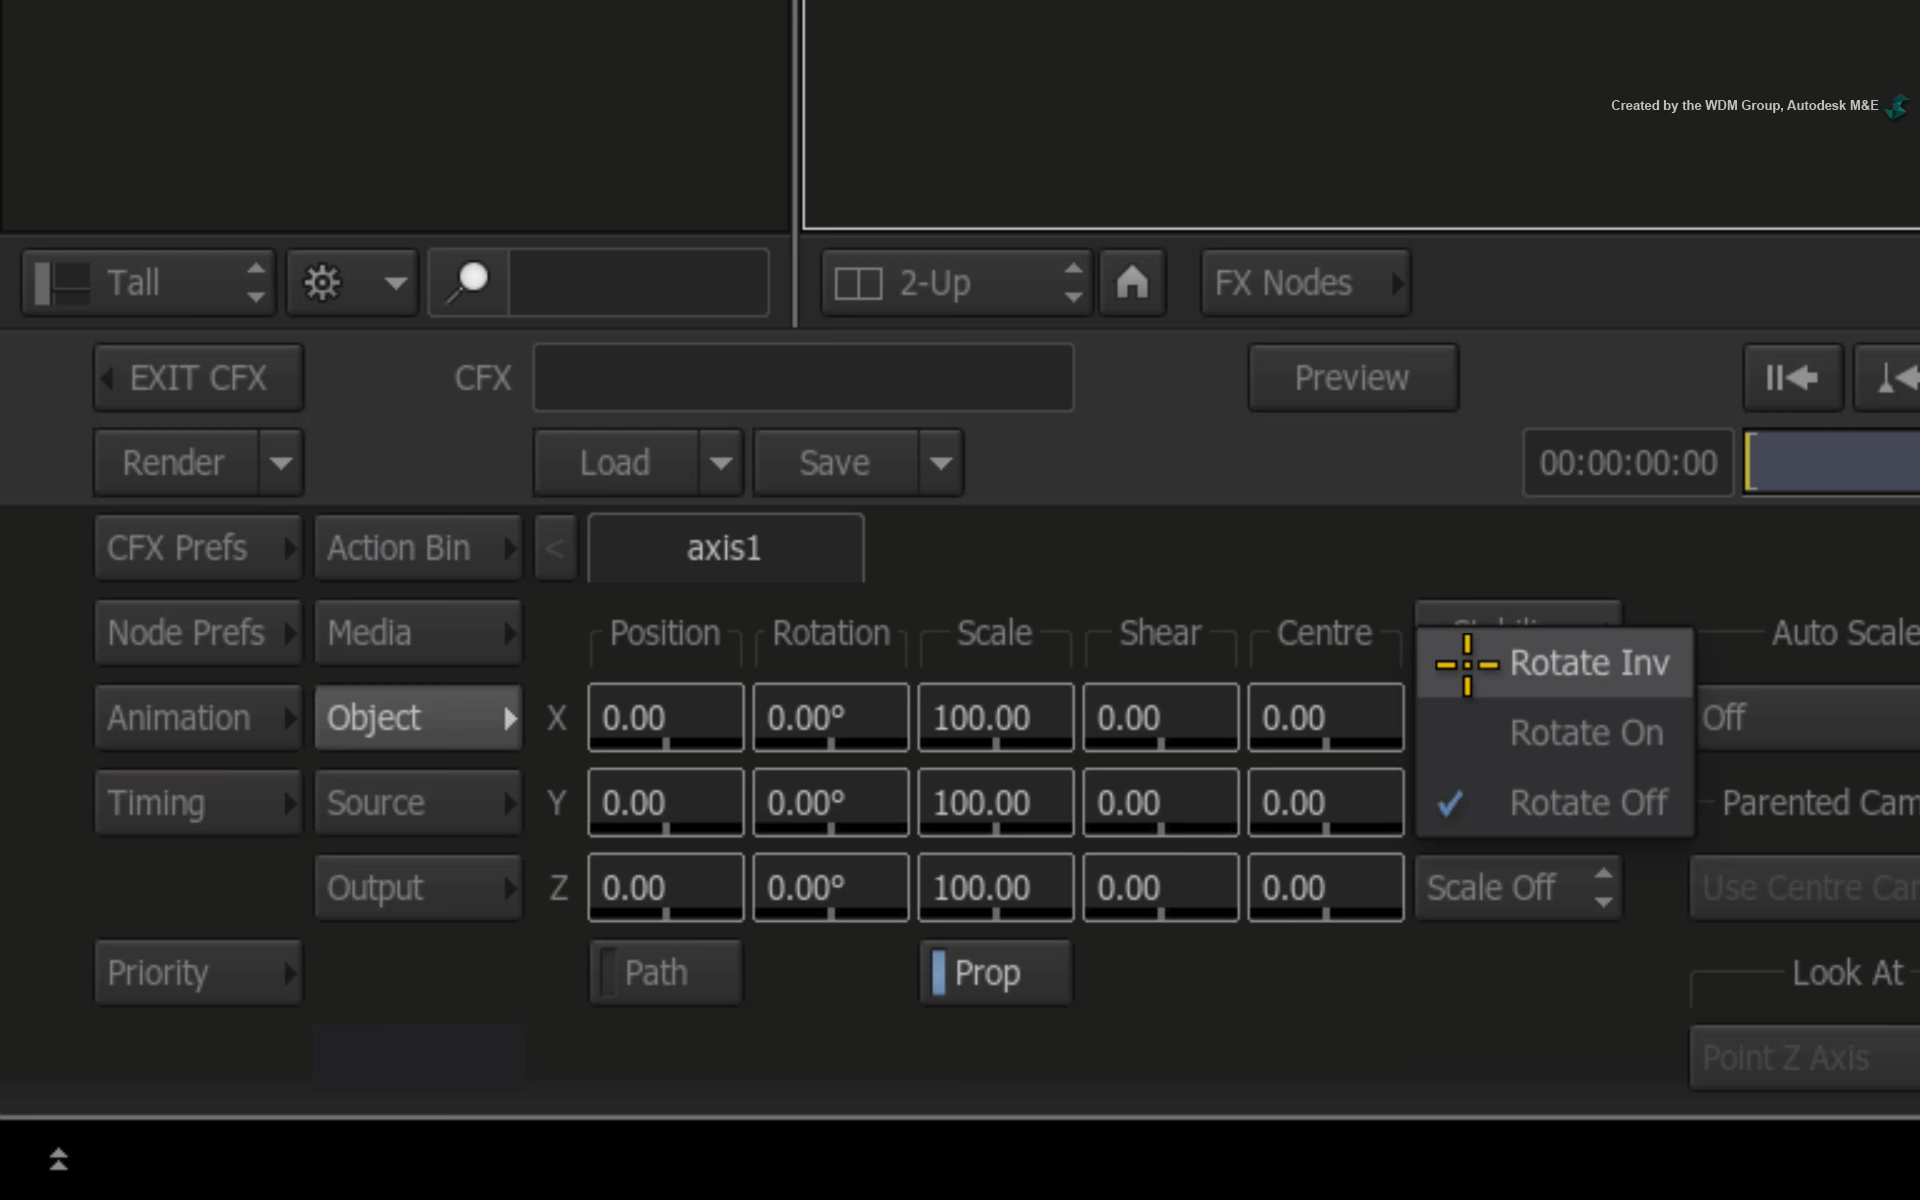 Created by the WDM Group, Autodesk M&E
Tall
2-Up
FX Nodes
EXIT CFX
CFX
Preview
Render
Load
Save
00:00:00:00
CFX Prefs
Action Bin
<
axis1
Node Prefs
Media
Position
Rotation
Scale
Shear
Centre
Auto Scale
Rotate Inv
Animation
Object
X
0.00
0.00°
100.00
0.00
0.00
Rotate On
Off
Timing
Source
Y
0.00
0.00°
100.00
0.00
0.00
Rotate Off
Parented Cam
Output
Z
0.00
0.00°
100.00
0.00
0.00
Scale Off
Use Centre Ca
Priority
Path
Prop
Look At
Point Z Axis